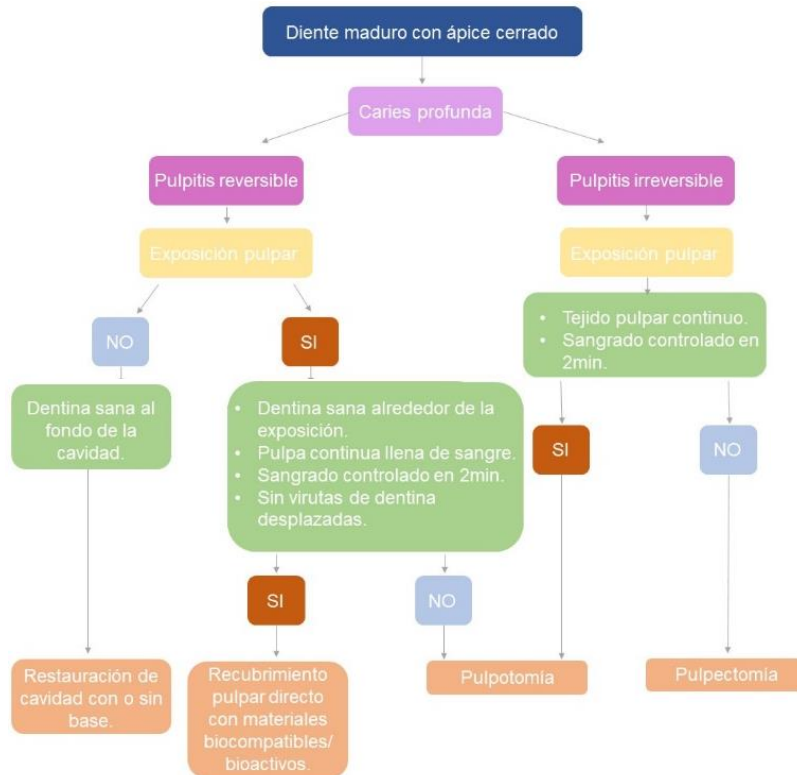 Diente maduro con ápice cerrado
Caries profunda
Pulpitis reversible
Pulpitis irreversible
Exposición pulpar
Exposición pulpar
NO
SI
• Tejido pulpar continuo.
• Sangrado controlado en
2min.
Dentina sana al
fondo de la
cavidad.
• Dentina sana alrededor de la
exposición.
• Pulpa continua llena de sangre.
• Sangrado controlado en 2min.
• Sin virutas de dentina
desplazadas.
SI
NO
SI
NO
Restauración de
cavidad con o sin
base.
Recubrimiento
pulpar directo
con materiales
biocompatibles/
bioactivos.
Pulpotomía
Pulpectomía